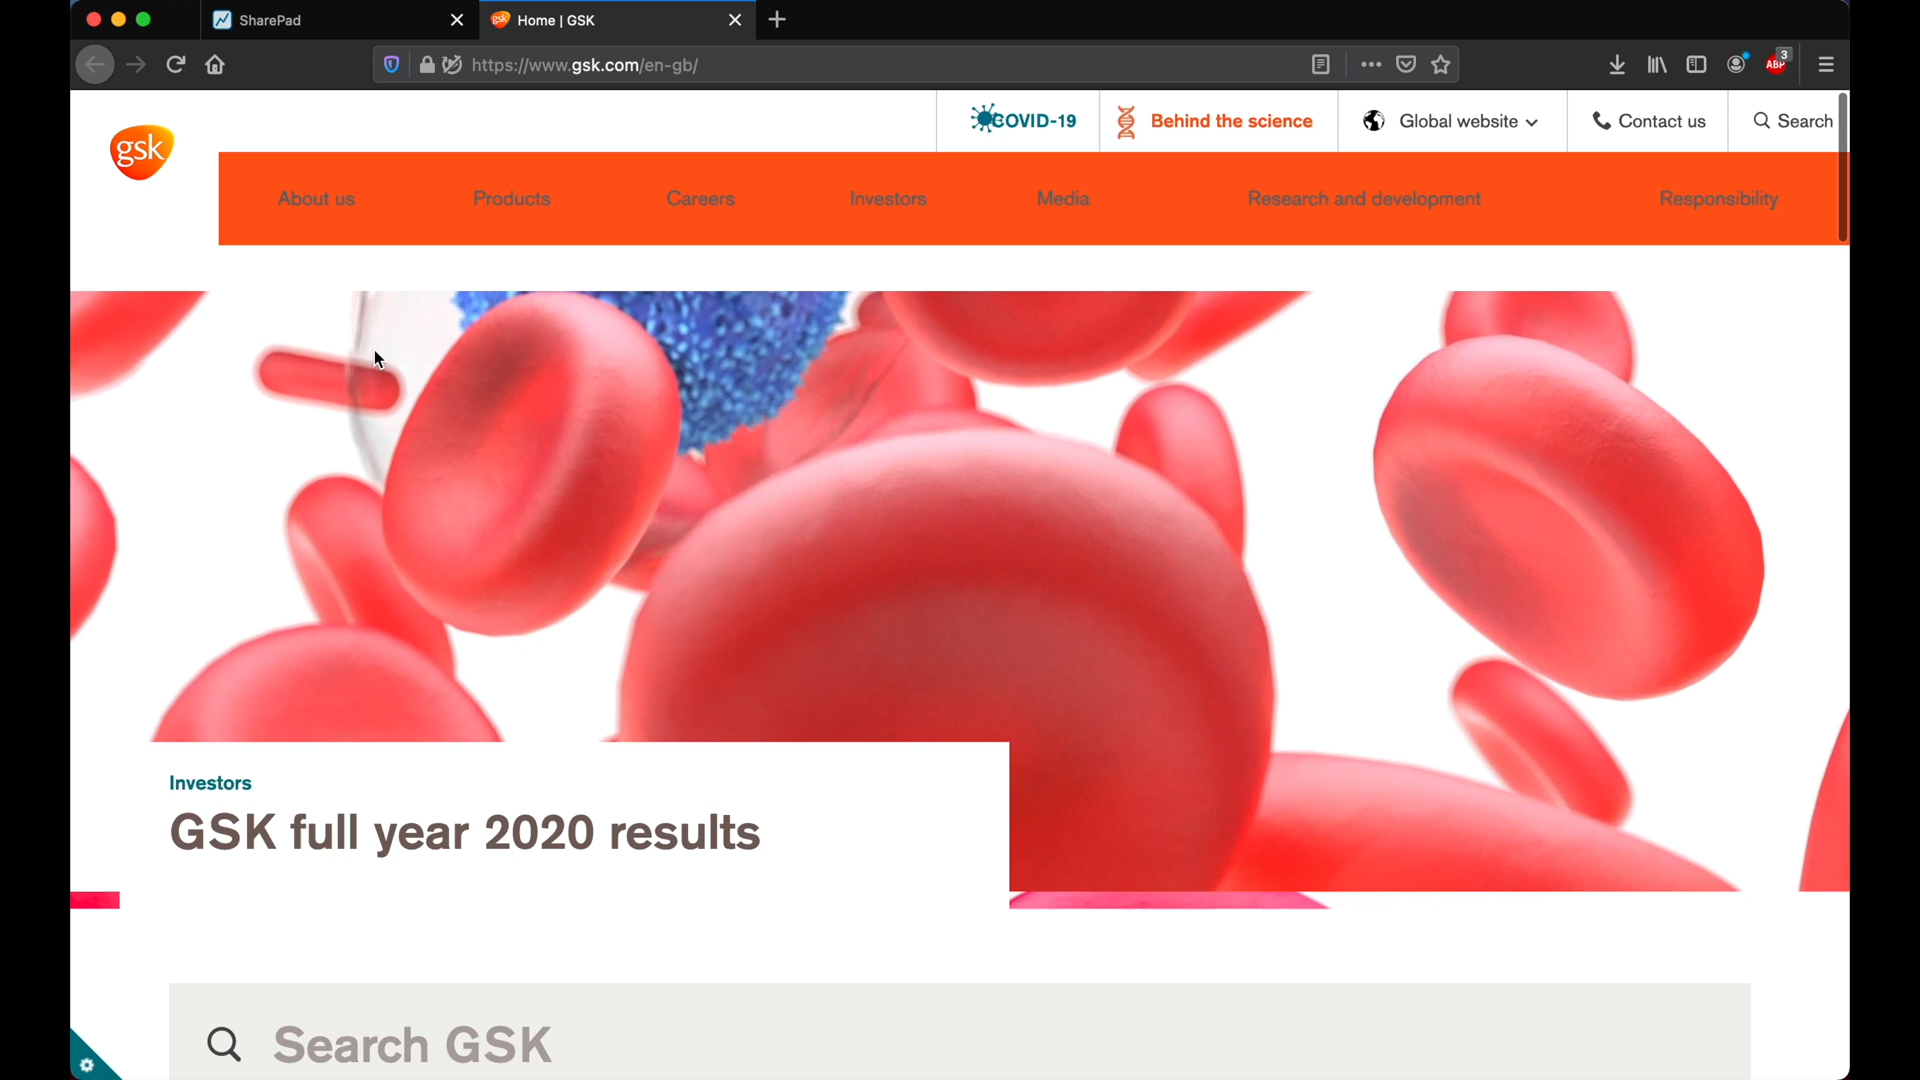 SharePad
gsk Home | GSK
https://www.gsk.com/en-gb/
ABP 3
gsk
COVID-19
Behind the science
Global website
Contact us
Search
About us
Products
Careers
Investors
Media
Research and development
Responsibility
Investors
GSK full year 2020 results
Search GSK